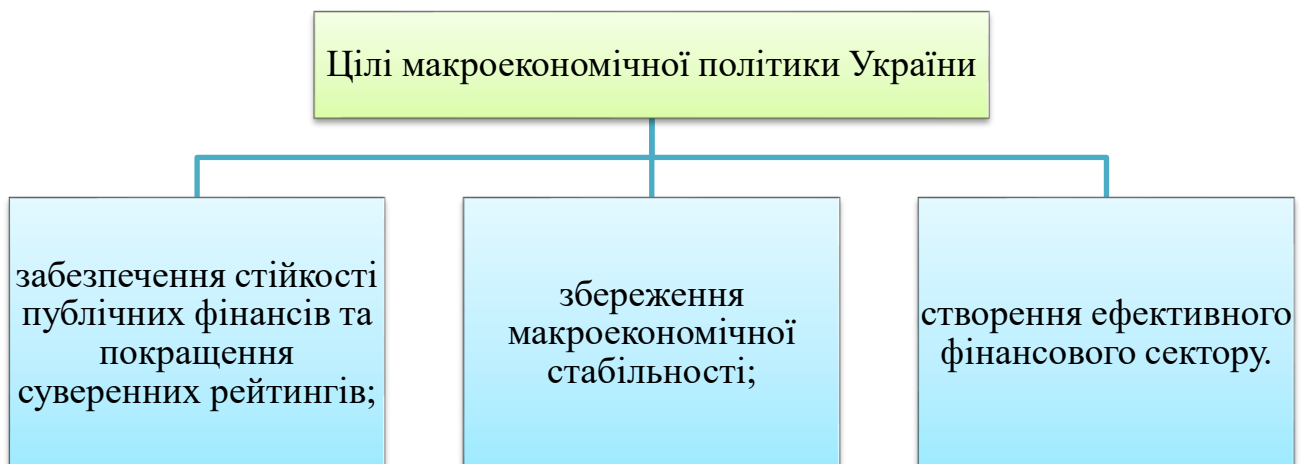 Цілі макроекономічної політики України
забезпечення стійкості
публічних фінансів та
покращення
суверенних рейтингів;
збереження
макроекономічної
стабільності;
створення ефективного
фінансового сектору.